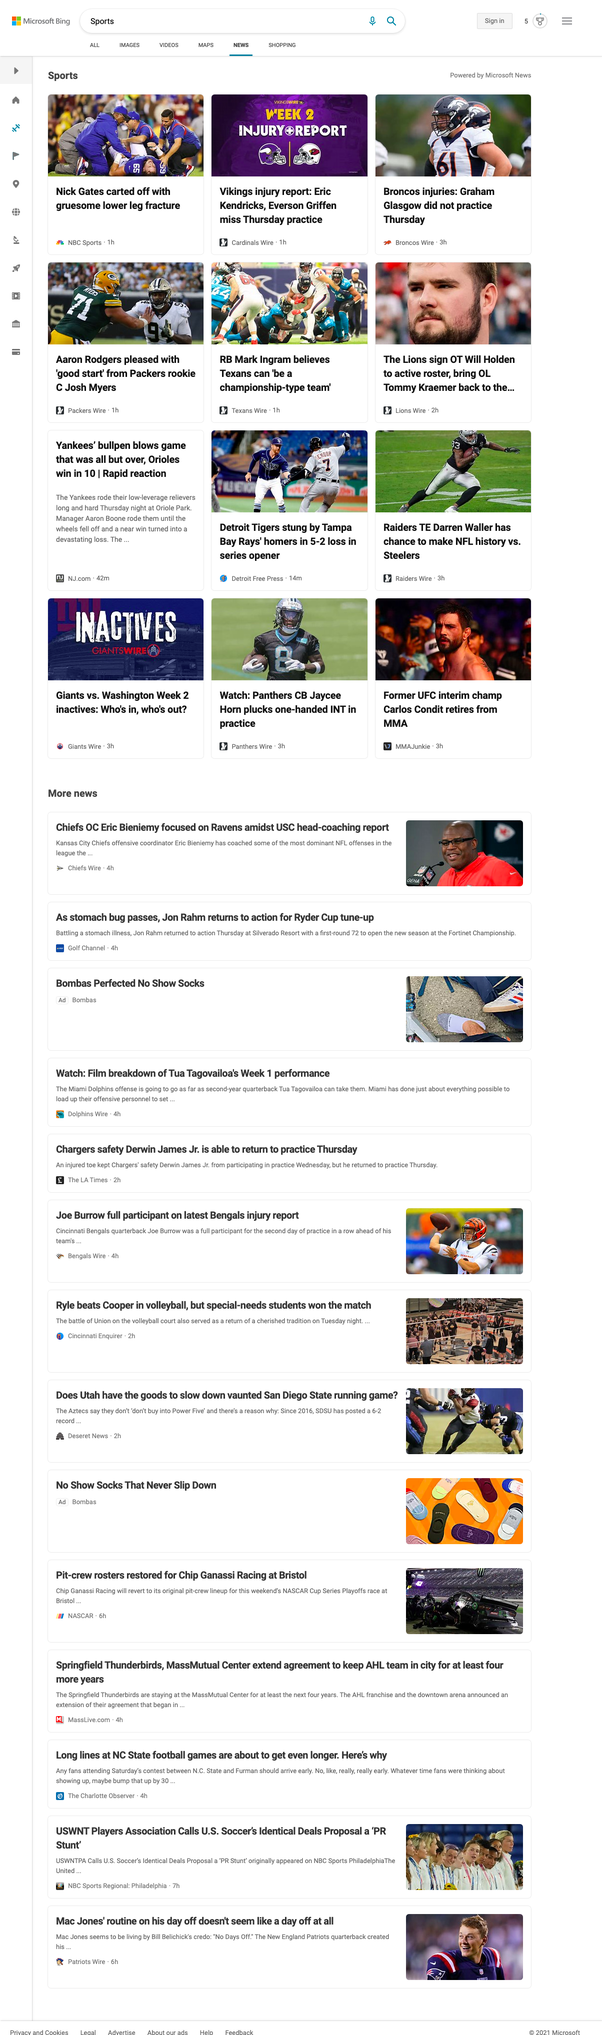 Microsoft Bing
Sports
Sign in
5
ALL
IMAGES
VIDEOS
MAPS
NEWS
SHOPPING
Sports
Powered by Microsoft News
VIKINGSWIRE
WEEK 2
INJURY+REPORT
61
Nick Gates carted off with
gruesome lower leg fracture
NBC Sports · 1h
Vikings injury report: Eric
Kendricks, Everson Griffen
miss Thursday practice
Cardinals Wire · 1h
Broncos injuries: Graham
Glasgow did not practice
Thursday
Broncos Wire · 3h
71
94
Aaron Rodgers pleased with
'good start' from Packers rookie
C Josh Myers
Packers Wire · 1h
RB Mark Ingram believes
Texans can 'be a
championship-type team'
Texans Wire · 1h
The Lions sign OT Will Holden
to active roster, bring OL
Tommy Kraemer back to the...
Lions Wire · 2h
Yankees’ bullpen blows game
that was all but over, Orioles
win in 10 | Rapid reaction
The Yankees rode their low-leverage relievers
long and hard Thursday night at Oriole Park.
Manager Aaron Boone rode them until the
wheels fell off and a near win turned into a
devastating loss. The ...
NJ.com · 42m
7
Detroit Tigers stung by Tampa
Bay Rays' homers in 5-2 loss in
series opener
Detroit Free Press · 14m
Raiders TE Darren Waller has
chance to make NFL history vs.
Steelers
Raiders Wire · 3h
INACTIVES
GIANTSWIRE
8
Giants vs. Washington Week 2
inactives: Who's in, who's out?
Giants Wire · 3h
Watch: Panthers CB Jaycee
Horn plucks one-handed INT in
practice
Panthers Wire · 3h
Former UFC interim champ
Carlos Condit retires from
MMA
MMAJunkie · 3h
More news
Chiefs OC Eric Bieniemy focused on Ravens amidst USC head-coaching report
Kansas City Chiefs offensive coordinator Eric Bieniemy has coached some of the most dominant NFL offenses in the
league the ...
Chiefs Wire · 4h
As stomach bug passes, Jon Rahm returns to action for Ryder Cup tune-up
Battling a stomach illness, Jon Rahm returned to action Thursday at Silverado Resort with a first-round 72 to open the new season at the Fortinet Championship.
Golf Channel · 4h
Bombas Perfected No Show Socks
Ad Bombas
Watch: Film breakdown of Tua Tagovailoa's Week 1 performance
The Miami Dolphins offense is going to go as far as second-year quarterback Tua Tagovailoa can take them. Miami has done just about everything possible to
load up their offensive personnel to set ...
Dolphins Wire · 4h
Chargers safety Derwin James Jr. is able to return to practice Thursday
An injured toe kept Chargers' safety Derwin James Jr. from participating in practice Wednesday, but he returned to practice Thursday.
The LA Times · 2h
Joe Burrow full participant on latest Bengals injury report
Cincinnati Bengals quarterback Joe Burrow was a full participant for the second day of practice in a row ahead of his
team's ...
Bengals Wire · 4h
Ryle beats Cooper in volleyball, but special-needs students won the match
The battle of Union on the volleyball court also served as a return of a cherished tradition on Tuesday night. ...
Cincinnati Enquirer · 2h
Does Utah have the goods to slow down vaunted San Diego State running game?
The Aztecs say they don't 'don't buy into Power Five' and there's a reason why: Since 2016, SDSU has posted a 6-2
record ...
Deseret News · 2h
No Show Socks That Never Slip Down
Ad Bombas
Pit-crew rosters restored for Chip Ganassi Racing at Bristol
Chip Ganassi Racing will revert to its original pit-crew lineup for this weekend's NASCAR Cup Series Playoffs race at
Bristol ...
NASCAR · 6h
Springfield Thunderbirds, MassMutual Center extend agreement to keep AHL team in city for at least four
more years
The Springfield Thunderbirds are staying at the MassMutual Center for at least the next four years. The AHL franchise and the downtown arena announced an
extension of their agreement that began in ...
MassLive.com · 4h
Long lines at NC State football games are about to get even longer. Here’s why
Any fans attending Saturday's contest between N.C. State and Furman should arrive early. No, like, really, really early. Whatever time fans were thinking about
showing up, maybe bump that up by 30 ...
The Charlotte Observer · 4h
USWNT Players Association Calls U.S. Soccer’s Identical Deals Proposal a ‘PR
Stunt’
USWNTPA Calls U.S. Soccer's Identical Deals Proposal a 'PR Stunt' originally appeared on NBC Sports PhiladelphiaThe
United ...
NBC Sports Regional: Philadelphia · 7h
Mac Jones' routine on his day off doesn't seem like a day off at all
Mac Jones seems to be living by Bill Belichick's credo: "No Days Off." The New England Patriots quarterback created
his ...
Patriots Wire · 6h
Privacy and Cookies
Legal
Advertise
About our ads
Help
Feedback
© 2021 Microsoft